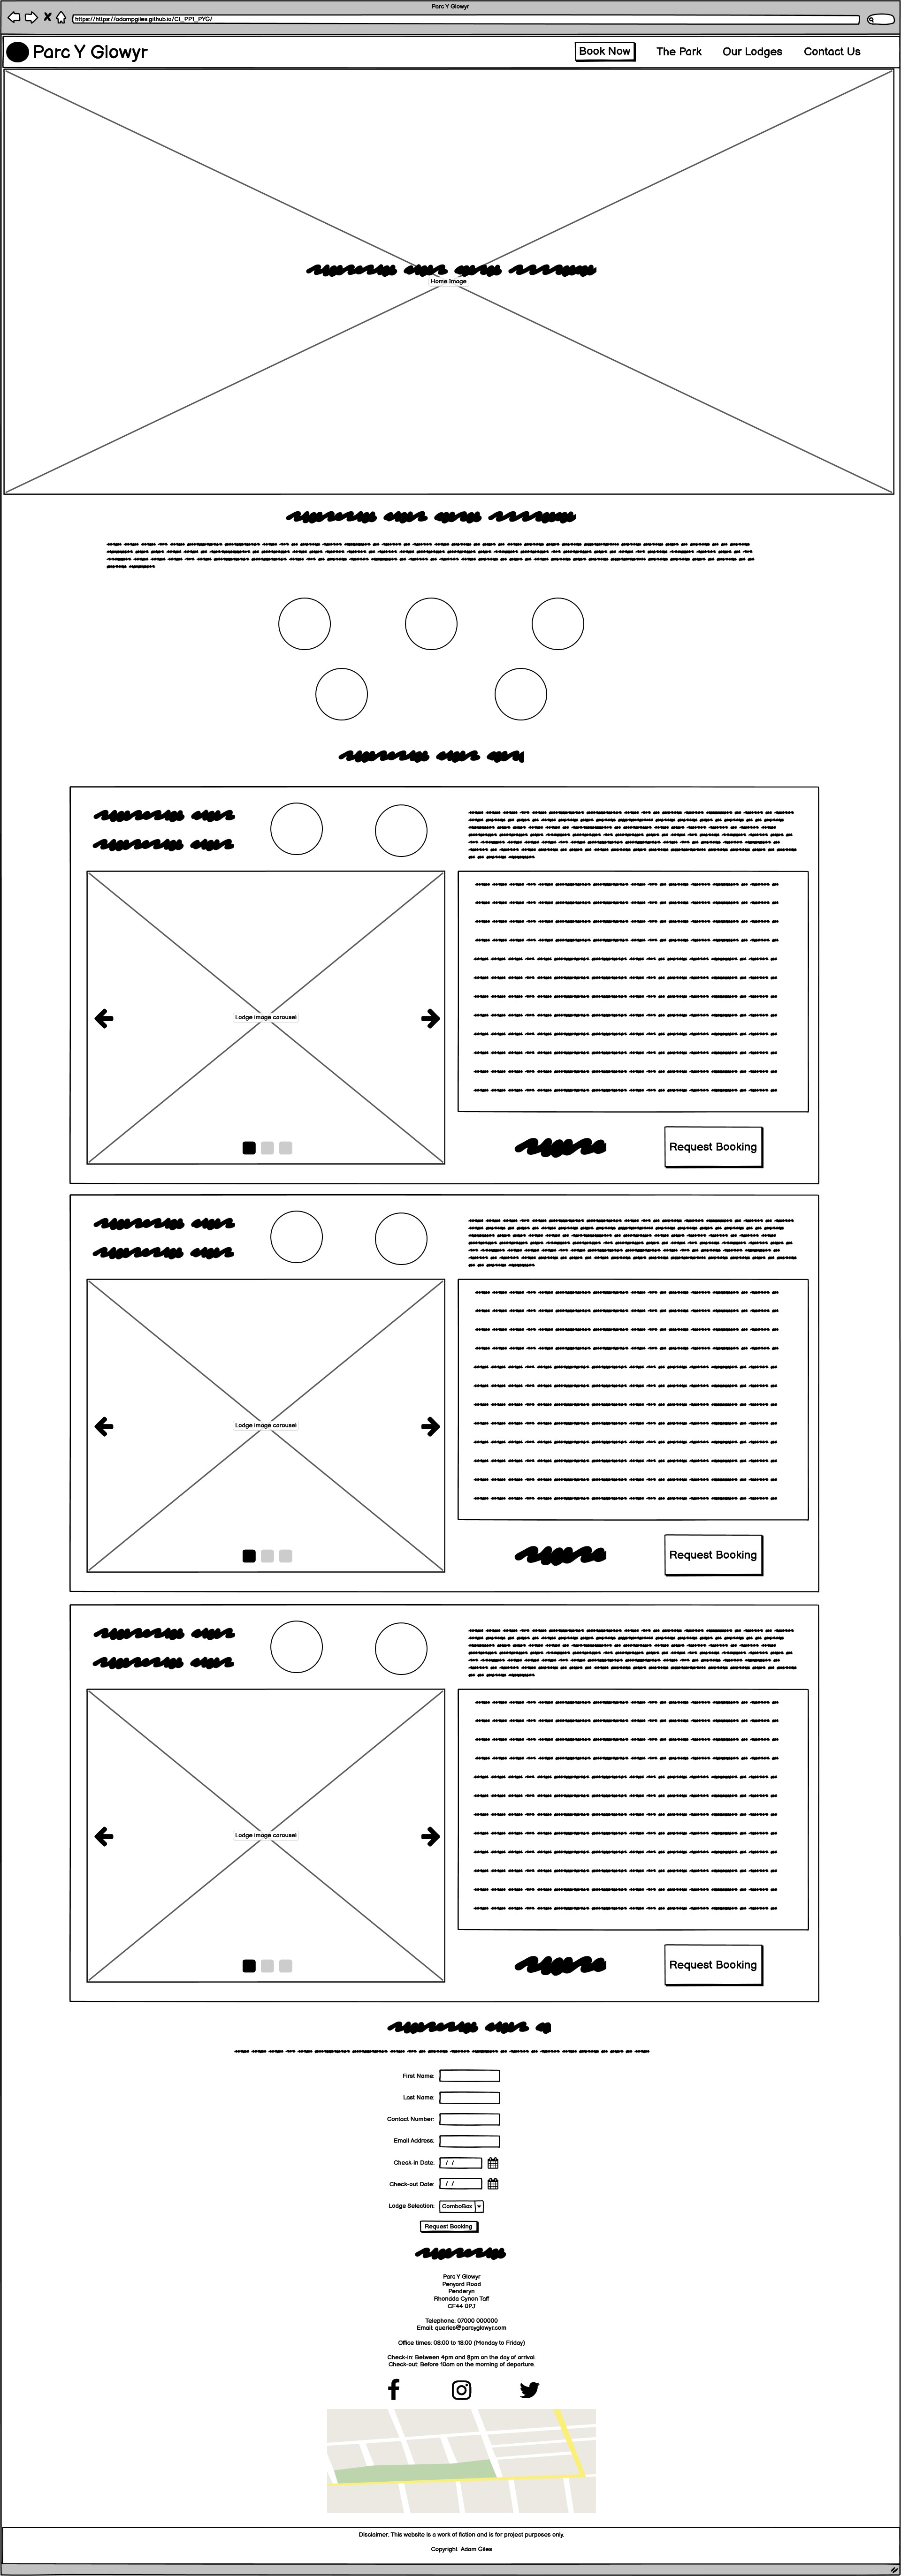 Parc Y Glowyr
https://https://adampgiles.github.io/CI_PP1_PYG/
Parc Y Glowyr
Book Now
The Park
Our Lodges
Contact Us
Home Image
Lodge image carousel
Request Booking
Lodge image carousel
Request Booking
Lodge image carousel
Request Booking
First Name:
Last Name:
Contact Number:
Email Address:
Check-in Date: / /
Check-out Date: / /
Lodge Selection: ComboBox
Request Booking
Parc Y Glowyr
Penyard Road
Penderyn
Rhondda Cynon Taff
CF44 0PJ
Telephone: 07000 000000
Email: queries@parcyglowyr.com
Office times: 08:00 to 18:00 (Monday to Friday)
Check-in: Between 4pm and 8pm on the day of arrival.
Check-out: Before 10am on the morning of departure.
Disclaimer: This website is a work of fiction and is for project purposes only.
Copyright Adam Giles